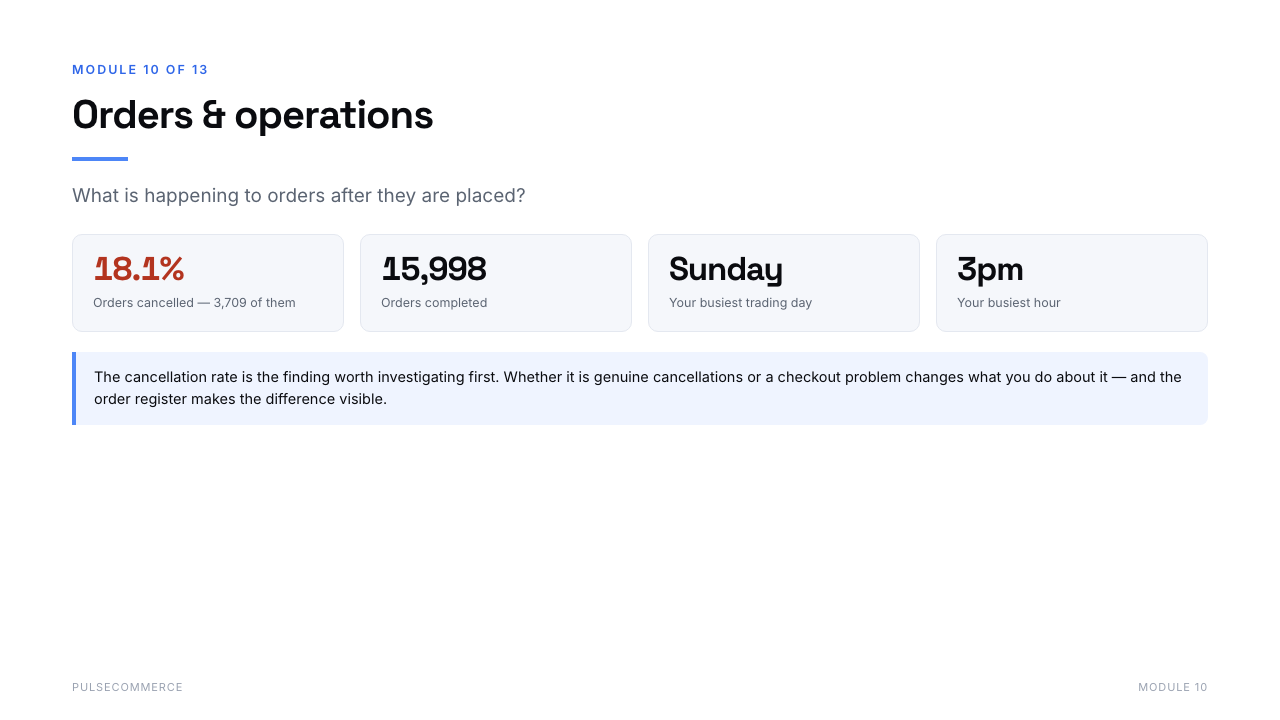 MODULE 10 OF 13
Orders & operations
What is happening to orders after they are placed?
18.1%
Orders cancelled — 3,709 of them
15,998
Orders completed
Sunday
Your busiest trading day
3pm
Your busiest hour
The cancellation rate is the finding worth investigating first. Whether it is genuine cancellations or a checkout problem changes what you do about it — and the
order register makes the difference visible.
PULSECOMMERCE
MODULE 10